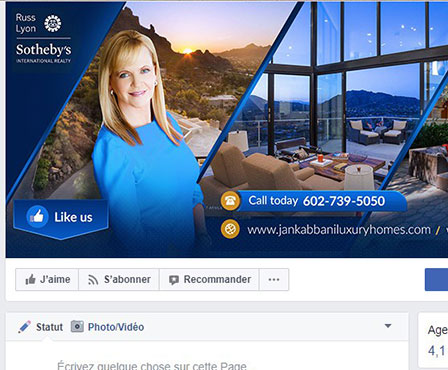 Russ
Lyon
Sotheby's
INTERNATIONAL REALTY
Like us
Call today 602-739-5050
www.jankabbaniluxuryhomes.com /
J'aime
S'abonner
Recommander
Statut Photo/Vidéo
Écrivez quelque chose sur cette Page...
Age
4,1